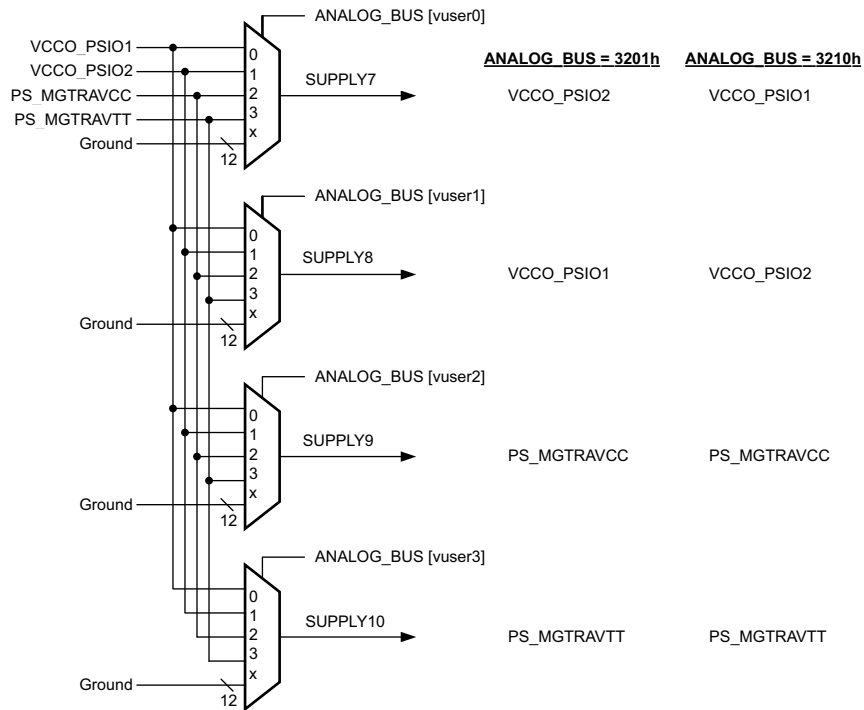 ANALOG_BUS [vuser0]
VCCO_PSIO1
VCCO_PSIO2
PS_MGTRAVCC
PS_MGTRAVTT
Ground
12
0
1
2
3
x
SUPPLY7
ANALOG_BUS = 3201h ANALOG_BUS = 3210h
VCCO_PSIO2 VCCO_PSIO1
ANALOG_BUS [vuser1]
0
1
2
3
x
Ground
12
SUPPLY8
VCCO_PSIO1 VCCO_PSIO2
ANALOG_BUS [vuser2]
0
1
2
3
x
Ground
12
SUPPLY9
PS_MGTRAVCC PS_MGTRAVCC
ANALOG_BUS [vuser3]
0
1
2
3
x
Ground
12
SUPPLY10
PS_MGTRAVTT PS_MGTRAVTT